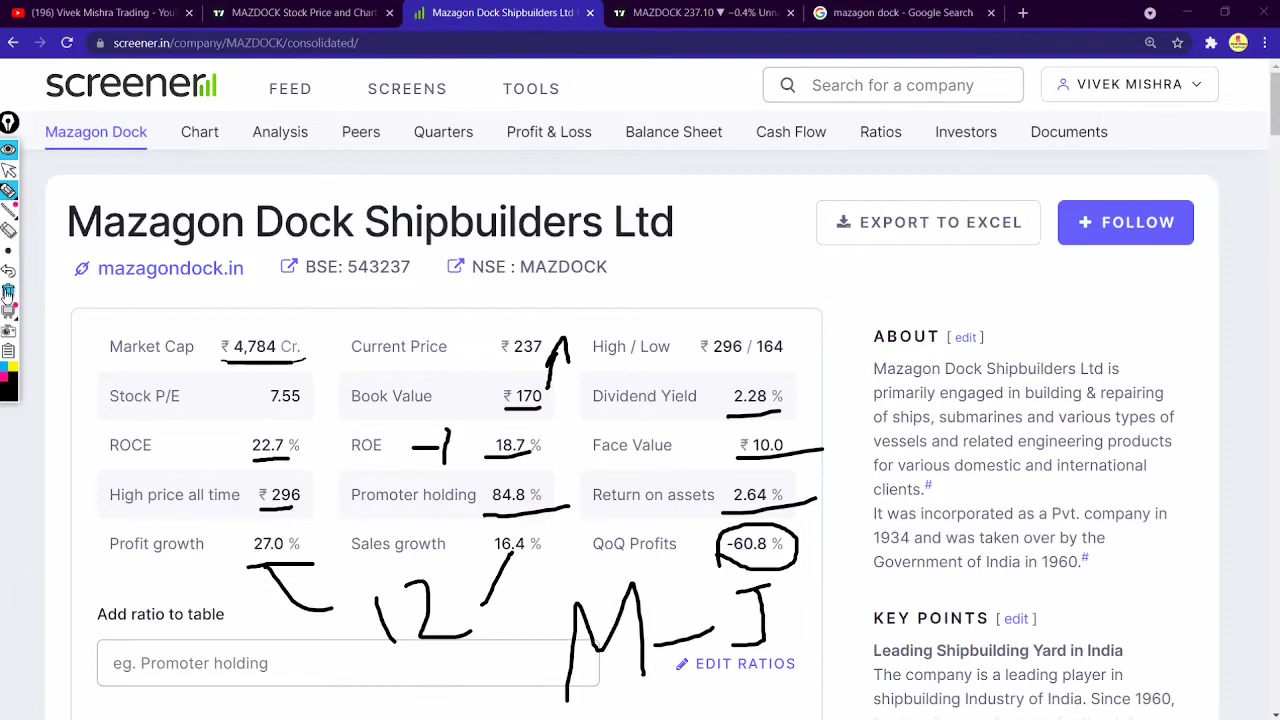 (196) Vivek Mishra Trading - You
MAZDOCK Stock Price and Chart
Mazagon Dock Shipbuilders Ltd
MAZDOCK 237.10 ▼ −0.4% Unna
mazagon dock - Google Search
screener.in/company/MAZDOCK/consolidated/
screener
FEED
SCREENS
TOOLS
Search for a company
VIVEK MISHRA
Mazagon Dock
Chart
Analysis
Peers
Quarters
Profit & Loss
Balance Sheet
Cash Flow
Ratios
Investors
Documents
Mazagon Dock Shipbuilders Ltd
EXPORT TO EXCEL
+ FOLLOW
mazagondock.in
BSE: 543237
NSE : MAZDOCK
Market Cap ₹ 4,784 Cr.
Current Price ₹ 237
High / Low ₹ 296 / 164
Stock P/E 7.55
Book Value ₹ 170
Dividend Yield 2.28 %
ROCE 22.7 %
ROE 18.7 %
Face Value ₹ 10.0
High price all time ₹ 296
Promoter holding 84.8 %
Return on assets 2.64 %
Profit growth 27.0 %
Sales growth 16.4 %
QoQ Profits -60.8 %
12
M-J
Add ratio to table
eg. Promoter holding
EDIT RATIOS
ABOUT [ edit ]
Mazagon Dock Shipbuilders Ltd is
primarily engaged in building & repairing
of ships, submarines and various types of
vessels and related engineering products
for various domestic and international
clients.#
It was incorporated as a Pvt. company in
1934 and was taken over by the
Government of India in 1960.#
KEY POINTS [ edit ]
Leading Shipbuilding Yard in India
The company is a leading player in
shipbuilding Industry of India. Since 1960,